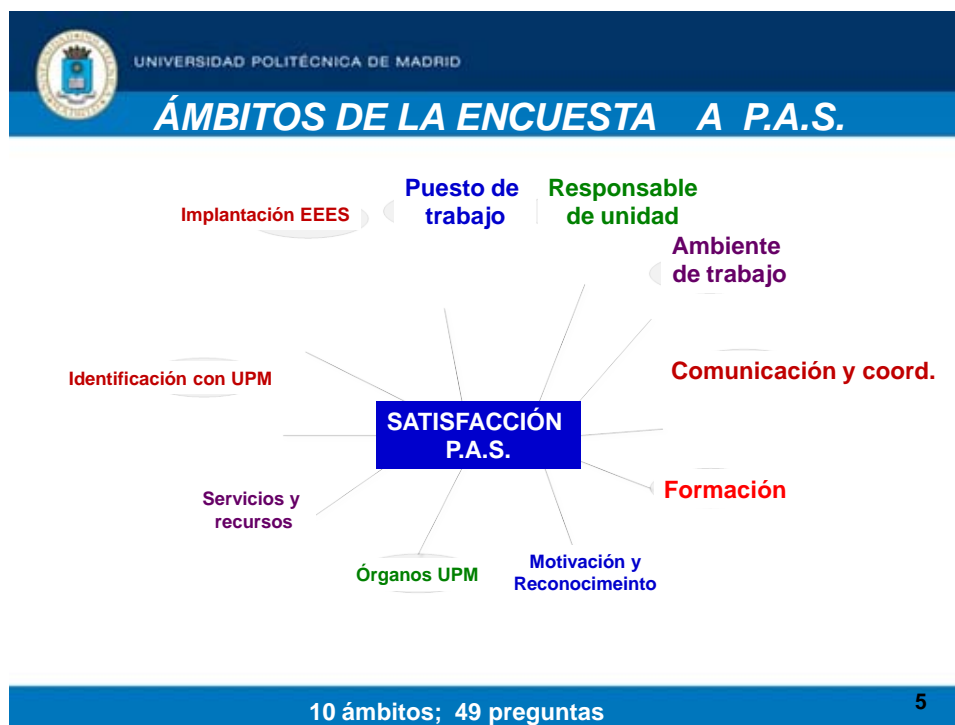 UNIVERSIDAD POLITÉCNICA DE MADRID
ÁMBITOS DE LA ENCUESTA A P.A.S.
Puesto de
trabajo
Responsable
de unidad
Implantación EEES
Ambiente
de trabajo
Identificación con UPM
Comunicación y coord.
SATISFACCIÓN
P.A.S.
Servicios y
recursos
Formación
Órganos UPM
Motivación y
Reconocimeinto
10 ámbitos; 49 preguntas
5